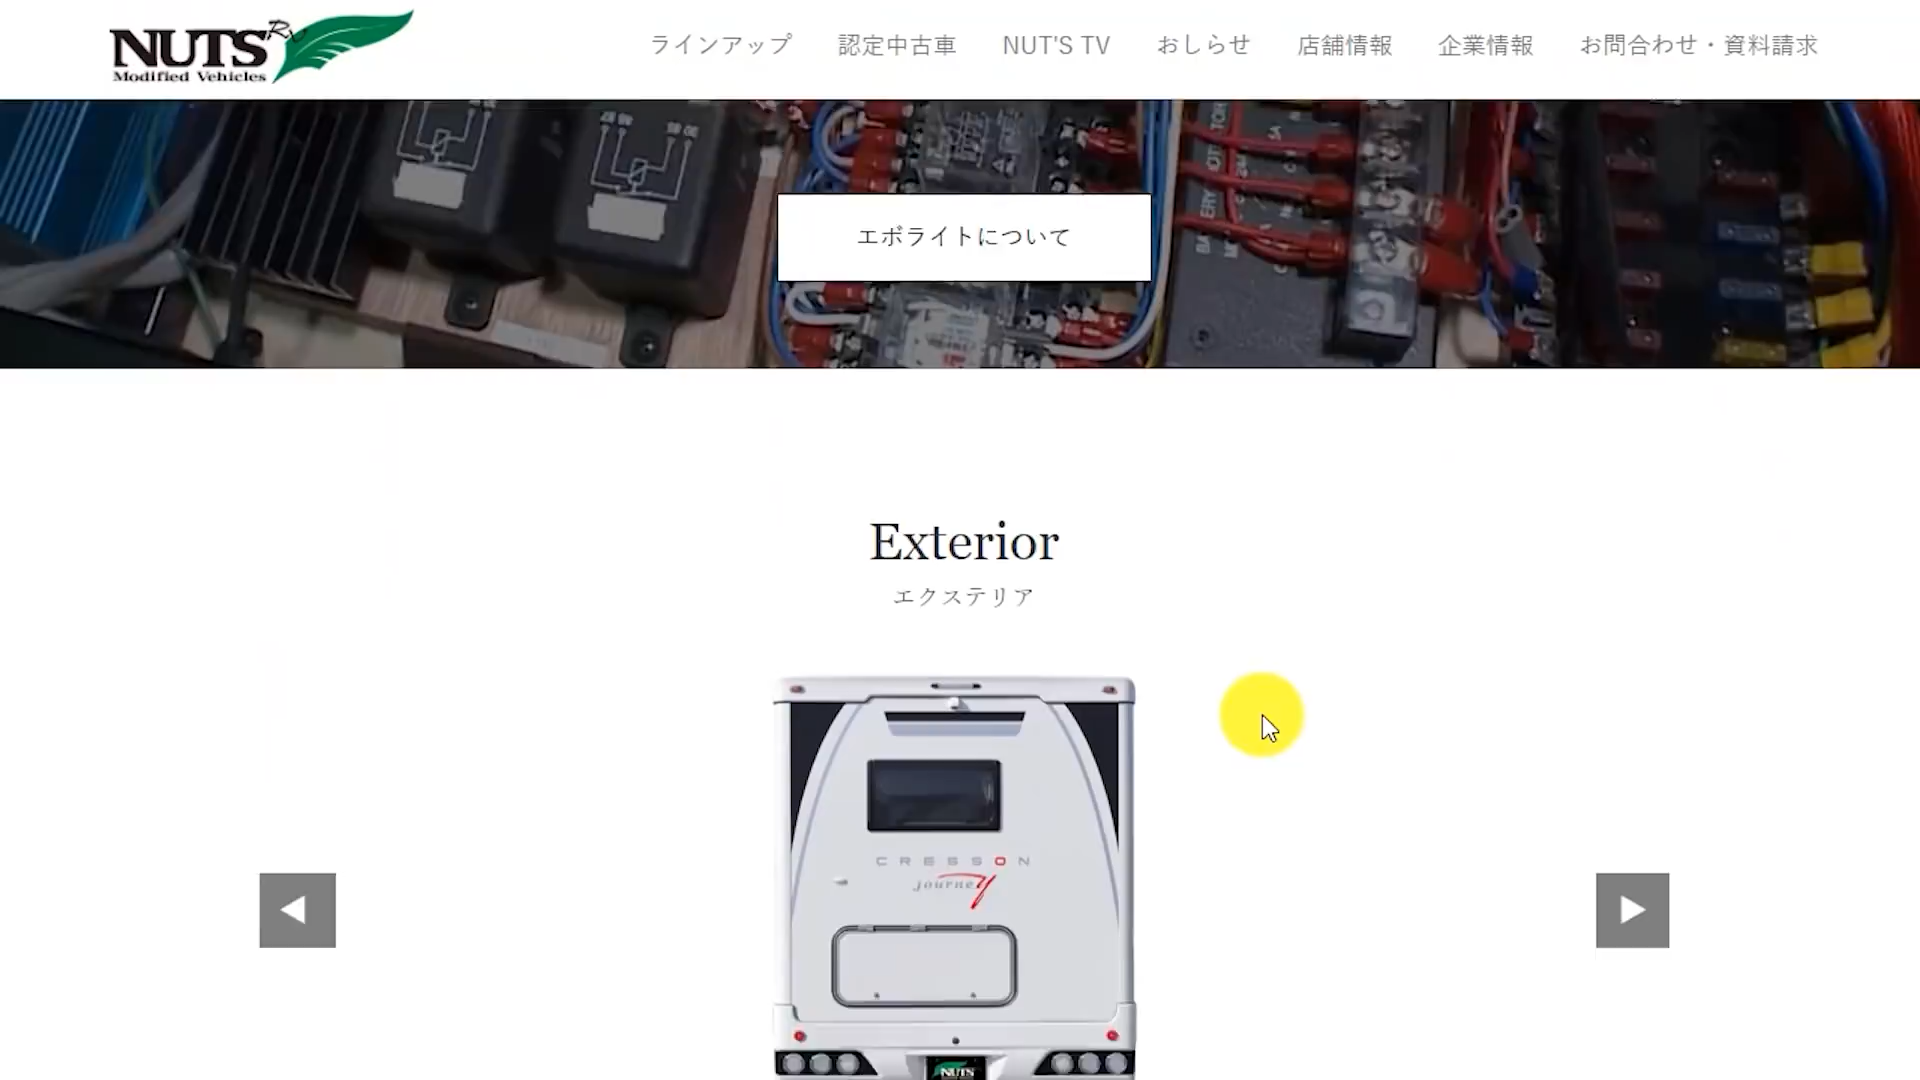 NUTS RV
Modified Vehicles
ラインアップ
認定中古車
NUT'S TV
おしらせ
店舗情報
企業情報
お問合わせ・資料請求
エボライトについて
Exterior
エクステリア
CRESSON
journey
NUTS